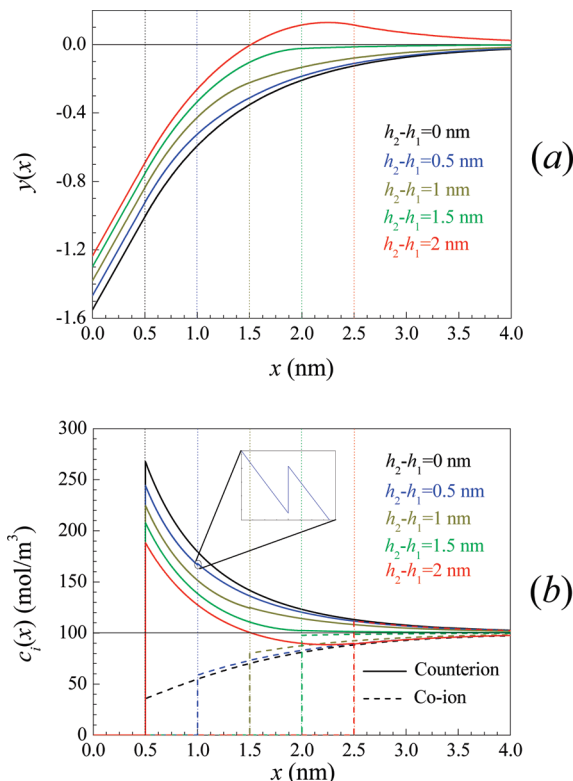 0.0
-0.4
-0.8
-1.2
-1.6
y(x)
h₂-h₁=0 nm
h₂-h₁=0.5 nm
h₂-h₁=1 nm
h₂-h₁=1.5 nm
h₂-h₁=2 nm
(a)
0.0 0.5 1.0 1.5 2.0 2.5 3.0 3.5 4.0
x (nm)
300
250
200
150
100
50
0
cᵢ(x) (mol/m³)
h₂-h₁=0 nm
h₂-h₁=0.5 nm
h₂-h₁=1 nm
h₂-h₁=1.5 nm
h₂-h₁=2 nm
(b)
Counterion
Co-ion
0.0 0.5 1.0 1.5 2.0 2.5 3.0 3.5 4.0
x (nm)